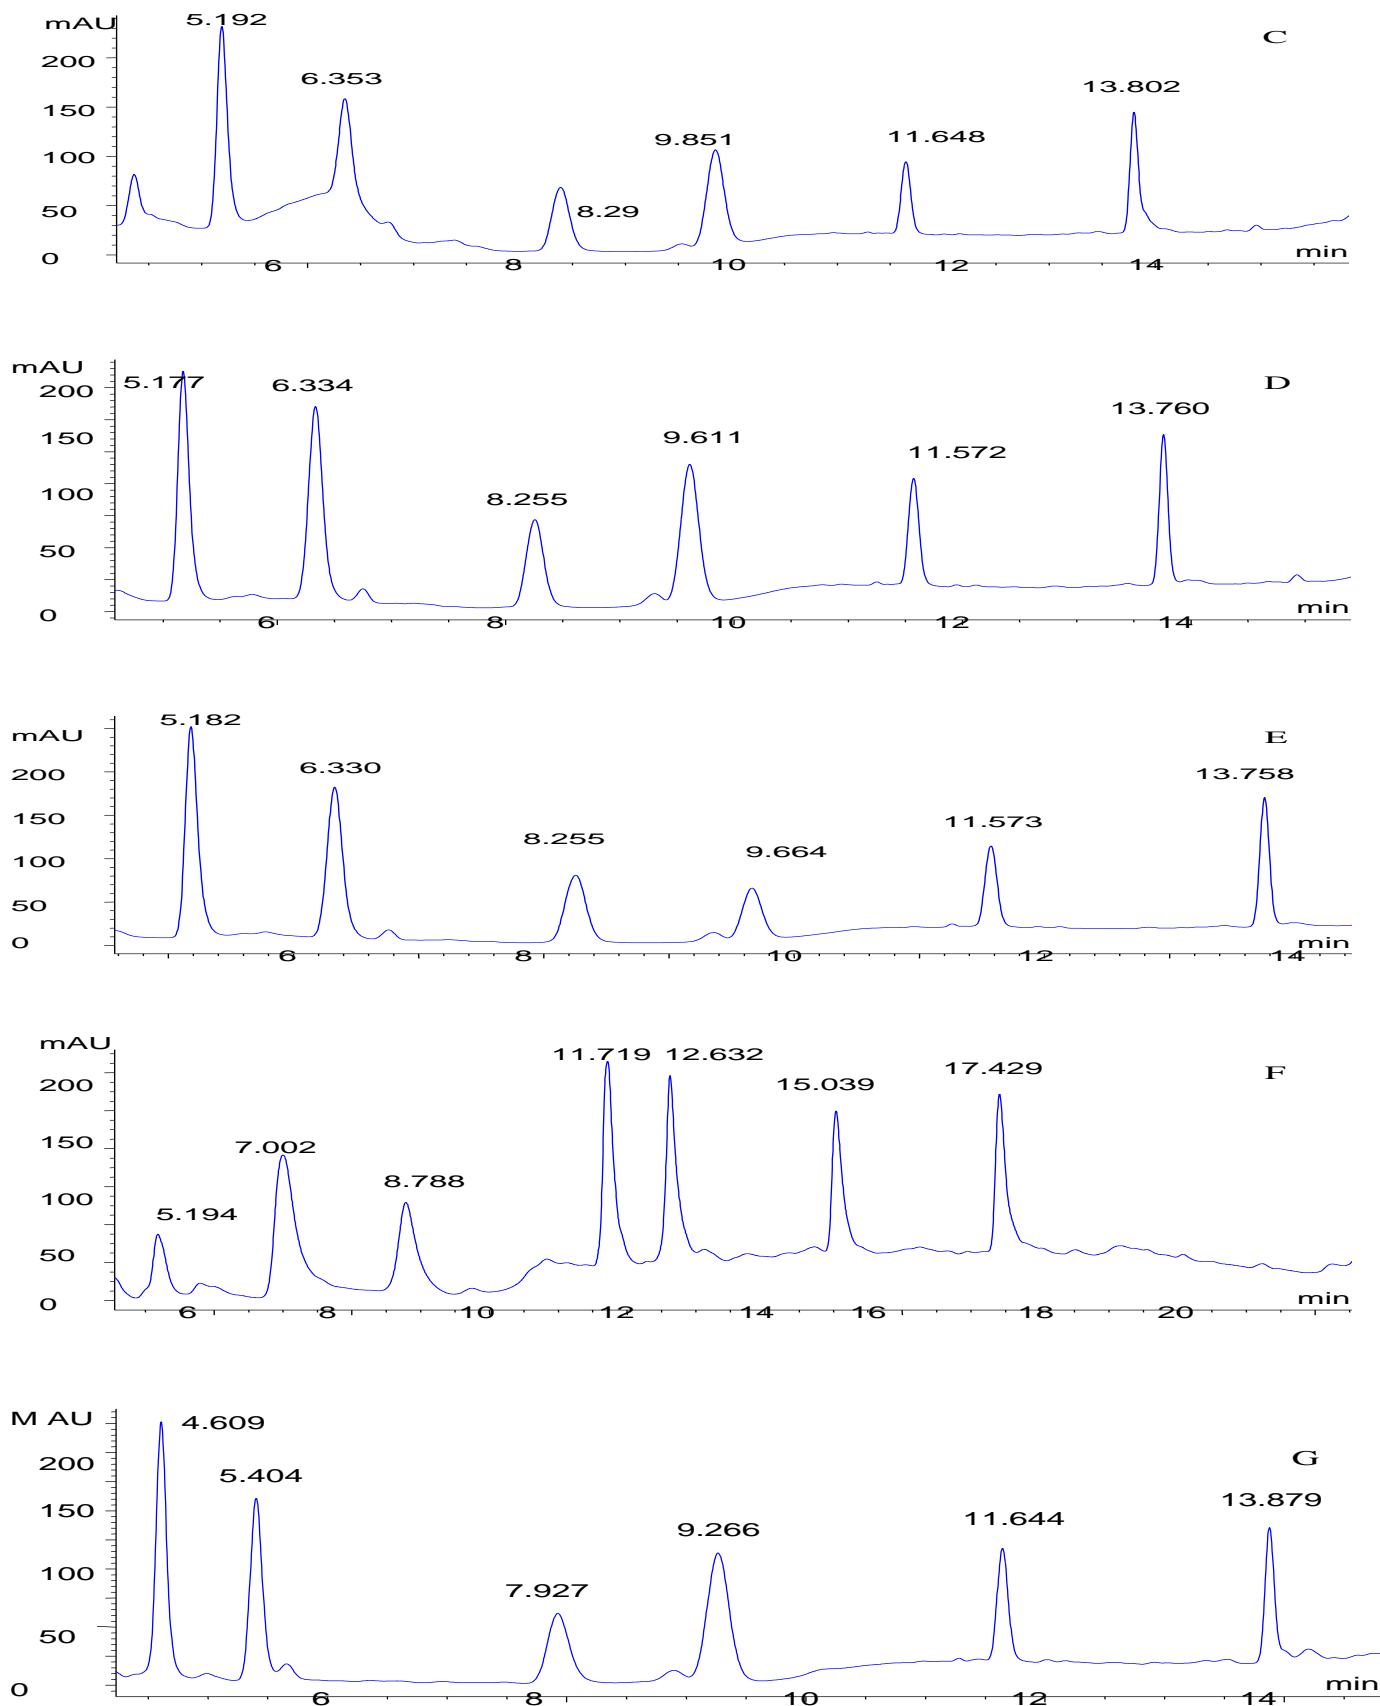 mAU 5.192 C
200 6.353 13.802
150 9.851 11.648
100
50 8.29
0 min
6 8 10 12 14
mAU
5.177 6.334 D
200 13.760
150 9.611 11.572
100 8.255
50
0 min
6 8 10 12 14
5.182
mAU E
200 6.330 13.758
150 8.255 11.573
100 9.664
50
0 min
6 8 10 12 14
mAU 11.719 12.632 17.429 F
200 15.039
150 7.002
100 8.788
5.194
50
0 min
6 8 10 12 14 16 18 20
M AU 4.609
200 5.404 G
150 9.266 11.644 13.879
100 7.927
50
0 min
6 8 10 12 14